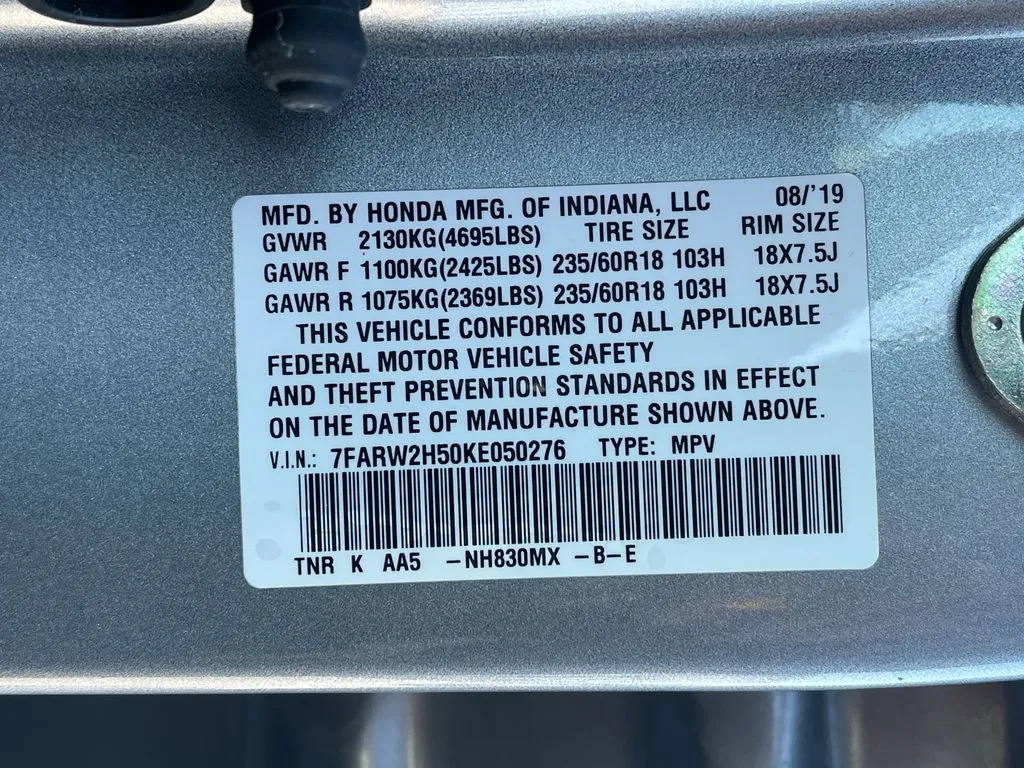 MFD. BY HONDA MFG. OF INDIANA, LLC 08/'19
GVWR 2130KG(4695LBS) TIRE SIZE RIM SIZE
GAWR F 1100KG(2425LBS) 235/60R18 103H 18X7.5J
GAWR R 1075KG(2369LBS) 235/60R18 103H 18X7.5J
THIS VEHICLE CONFORMS TO ALL APPLICABLE
FEDERAL MOTOR VEHICLE SAFETY
AND THEFT PREVENTION STANDARDS IN EFFECT
ON THE DATE OF MANUFACTURE SHOWN ABOVE.
V.I.N.: 7FARW2H50KE050276 TYPE: MPV
TNR K AA5 -NH830MX -B-E